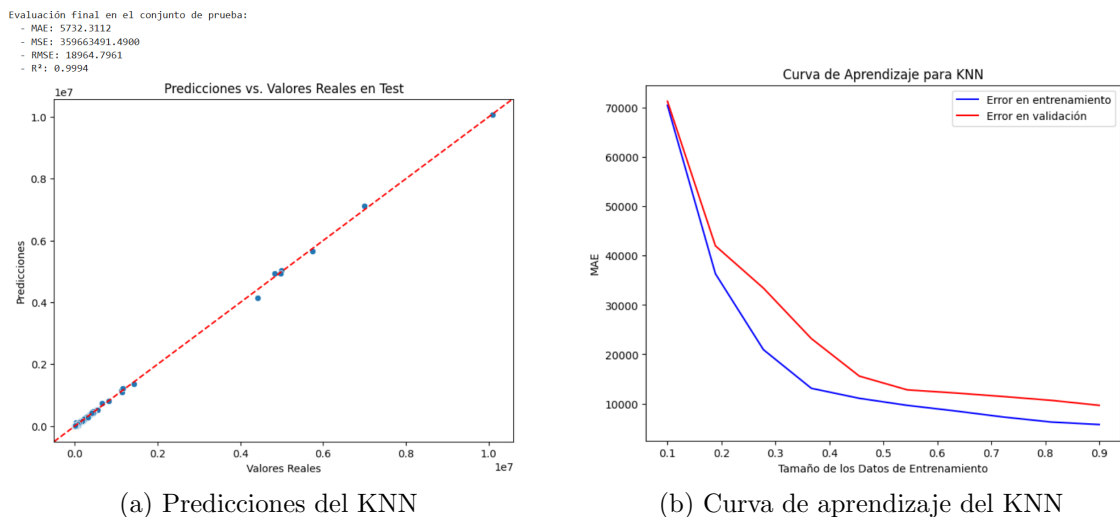 Evaluación final en el conjunto de prueba:
- MAE: 5732.3112
- MSE: 359663491.4900
- RMSE: 18964.7961
- R²: 0.9994
Predicciones vs. Valores Reales en Test
1e7
Predicciones
1.0
0.8
0.6
0.4
0.2
0.0
0.0 0.2 0.4 0.6 0.8 1.0
Valores Reales
1e7
(a) Predicciones del KNN
Curva de Aprendizaje para KNN
Error en entrenamiento
Error en validación
MAE
70000
60000
50000
40000
30000
20000
10000
0.1 0.2 0.3 0.4 0.5 0.6 0.7 0.8 0.9
Tamaño de los Datos de Entrenamiento
(b) Curva de aprendizaje del KNN